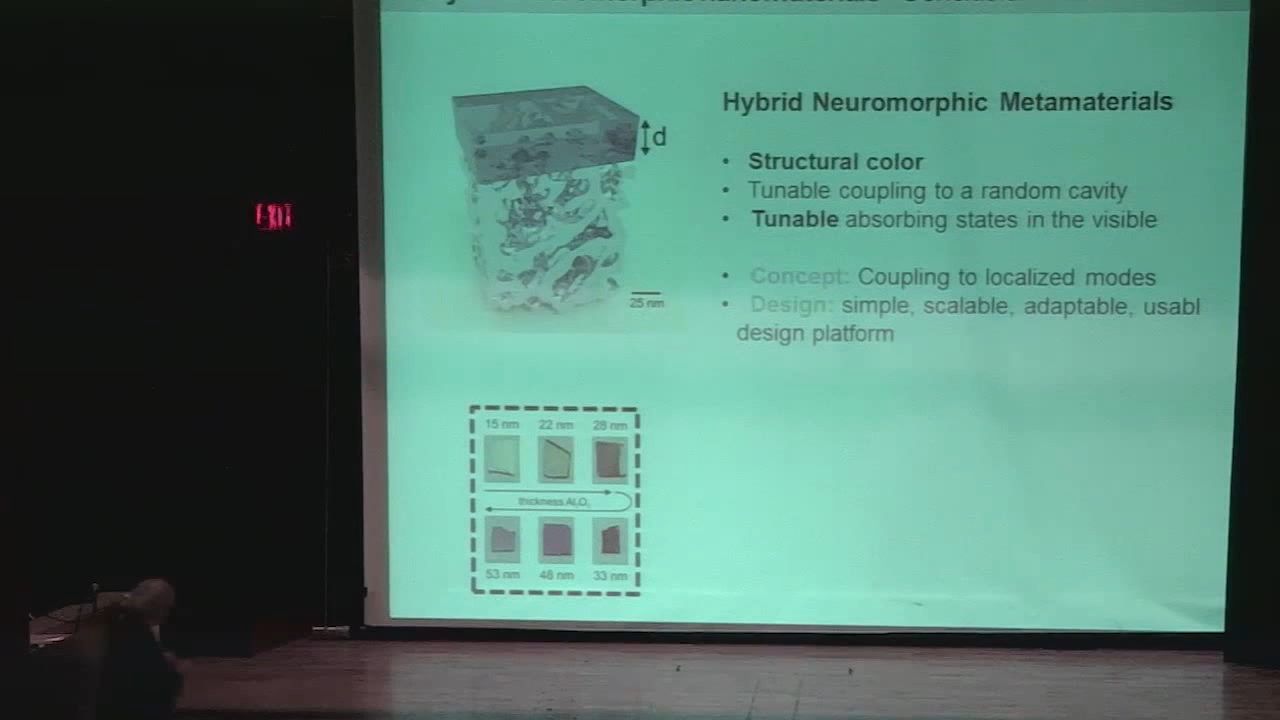 Hybrid Neuromorphic Metamaterials
d
• Structural color
• Tunable coupling to a random cavity
• Tunable absorbing states in the visible
• Concept: Coupling to localized modes
• Design: simple, scalable, adaptable, usabl
design platform
25 nm
15 nm 22 nm 28 nm
thickness Al₂O₃
53 nm 48 nm 33 nm
EXIT